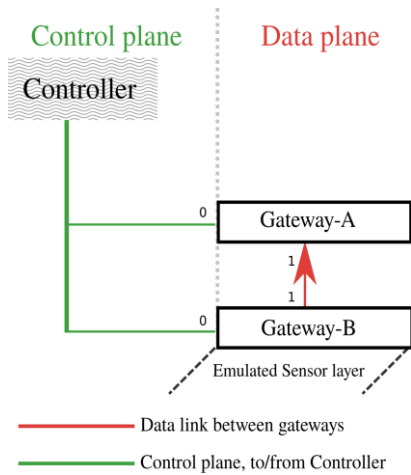 Control plane
Data plane
Controller
0
Gateway-A
1
1
0
Gateway-B
Emulated Sensor layer
Data link between gateways
Control plane, to/from Controller